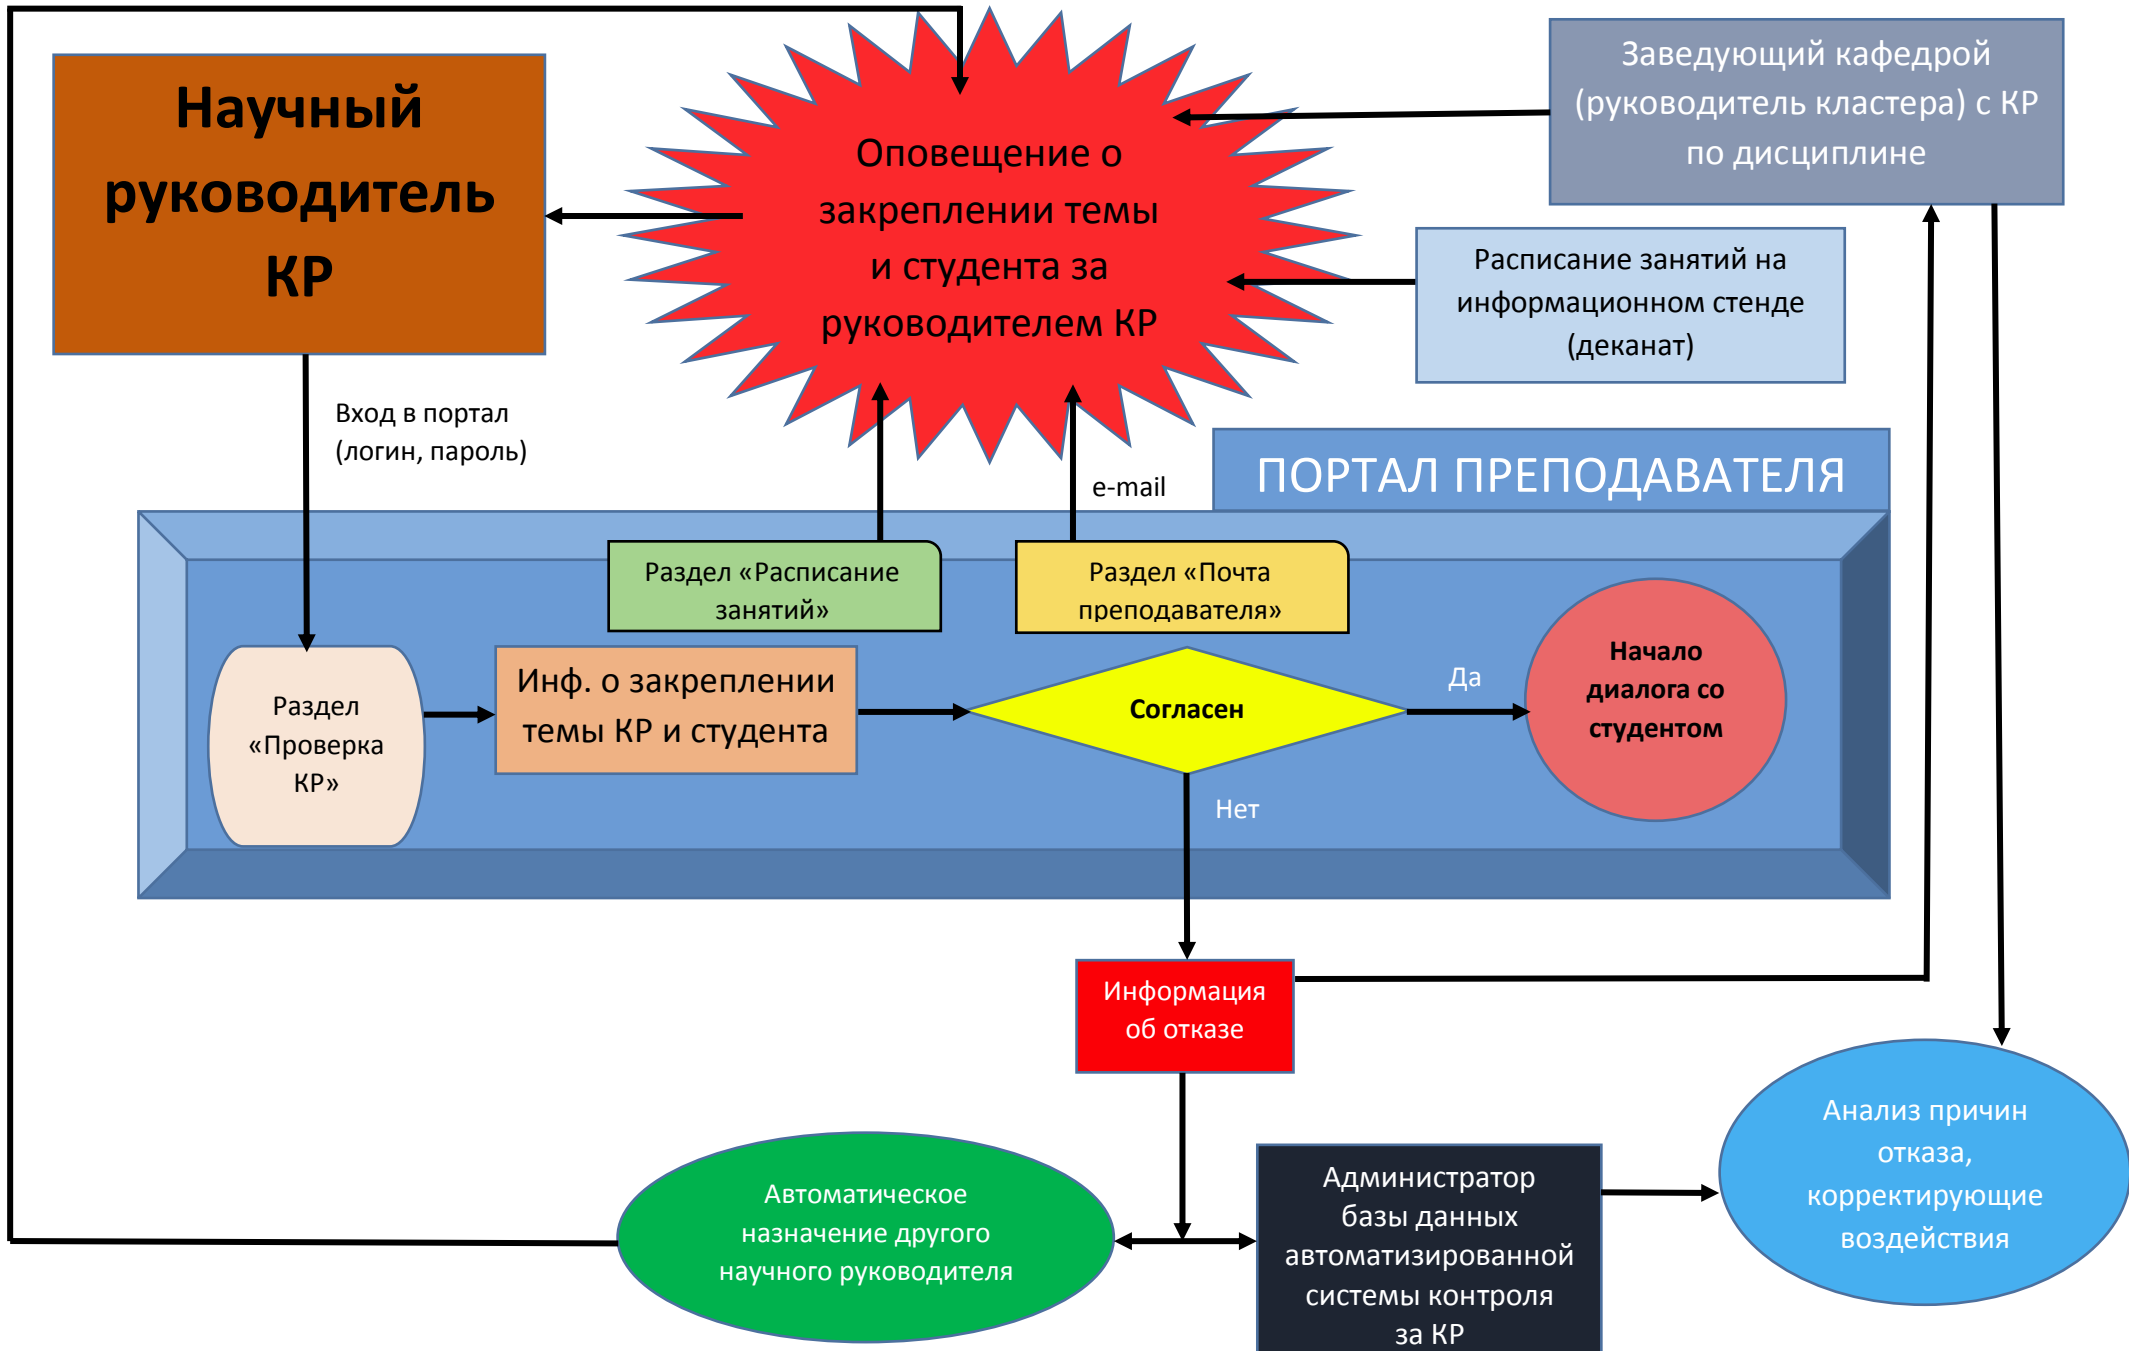 Научный
руководитель
КР
Оповещение о
закреплении темы
и студента за
руководителем КР
Заведующий кафедрой
(руководитель кластера) с КР
по дисциплине
Расписание занятий на
информационном стенде
(деканат)
Вход в портал
(логин, пароль)
e-mail
ПОРТАЛ ПРЕПОДАВАТЕЛЯ
Раздел «Расписание
занятий»
Раздел «Почта
преподавателя»
Раздел
«Проверка
КР»
Инф. о закреплении
темы КР и студента
Согласен
Да
Начало
диалога со
студентом
Нет
Информация
об отказе
Автоматическое
назначение другого
научного руководителя
Администратор
базы данных
автоматизированной
системы контроля
за КР
Анализ причин
отказа,
корректирующие
воздействия